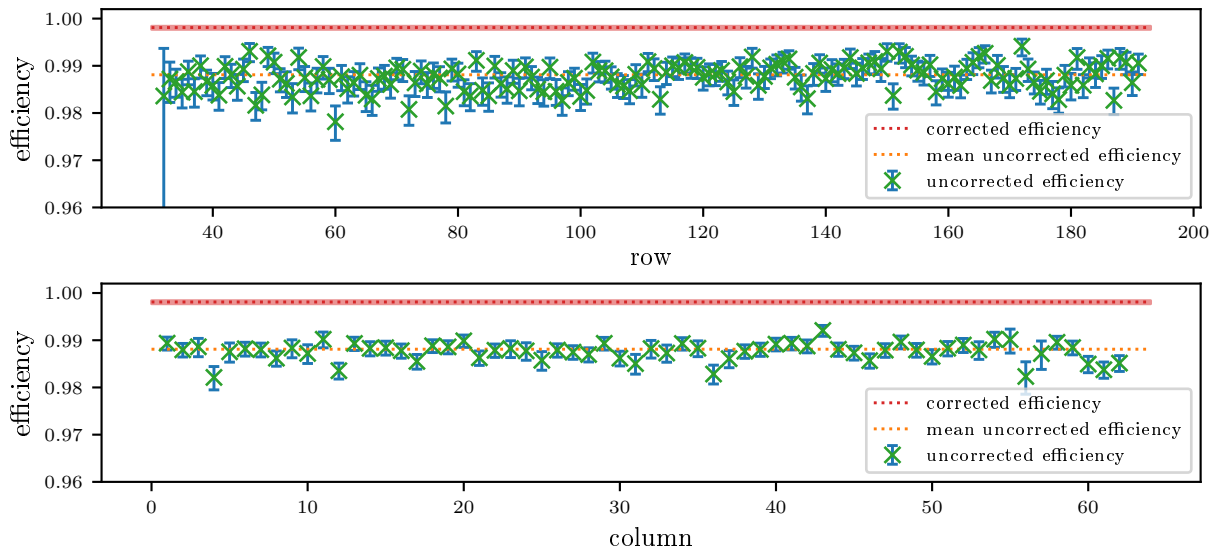 1.00
0.99
0.98
0.97
0.96
efficiency
corrected efficiency
mean uncorrected efficiency
uncorrected efficiency
40 60 80 100 120 140 160 180 200
row
1.00
0.99
0.98
0.97
0.96
efficiency
corrected efficiency
mean uncorrected efficiency
uncorrected efficiency
0 10 20 30 40 50 60
column